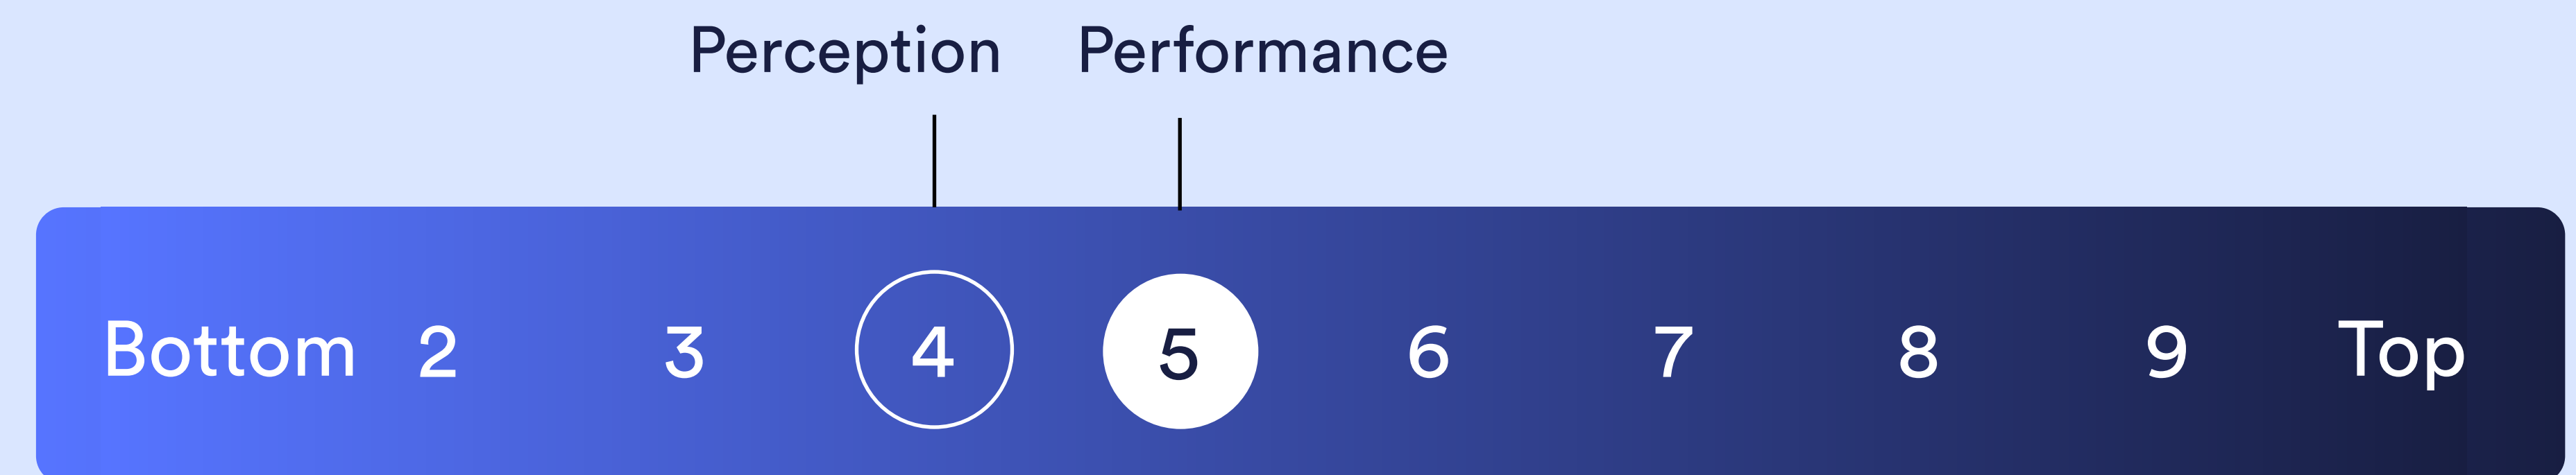 Perception Performance
Bottom 2 3 4 5 6 7 8 9 Top